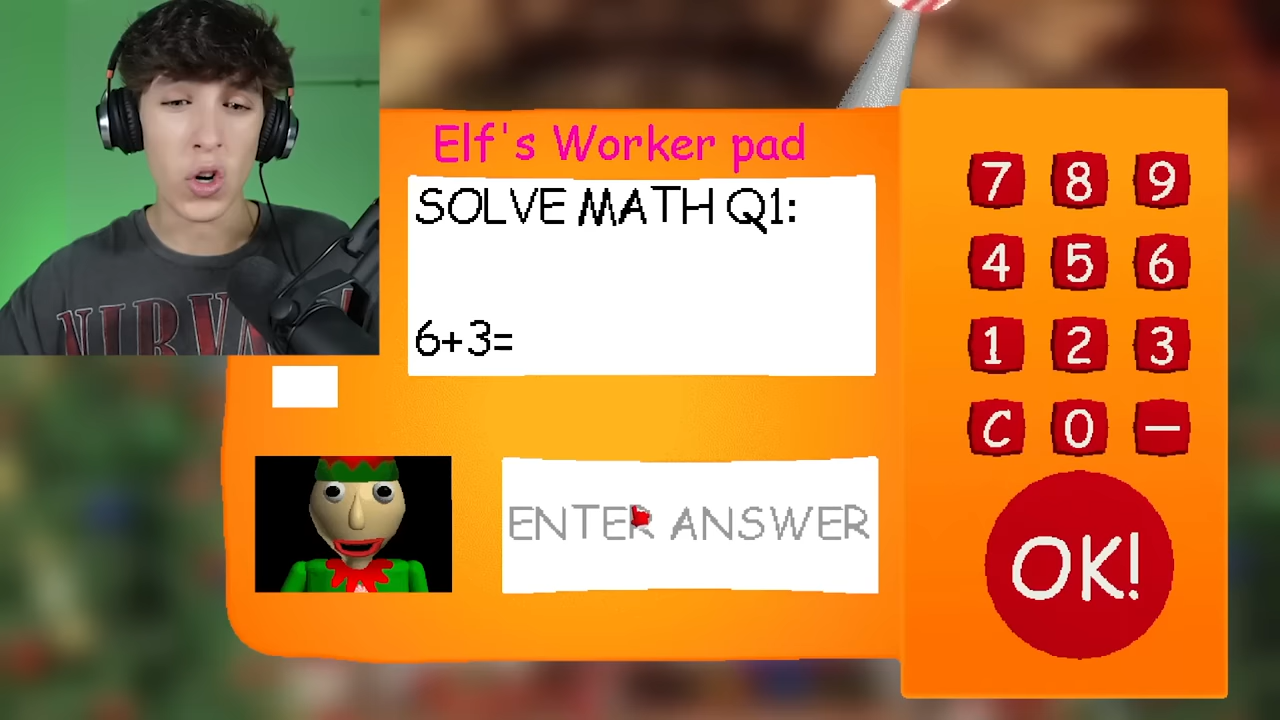 Elf's Worker pad
SOLVE MATH Q1:
6+3=
ENTER ANSWER
7 8 9
4 5 6
1 2 3
C 0 —
OK!